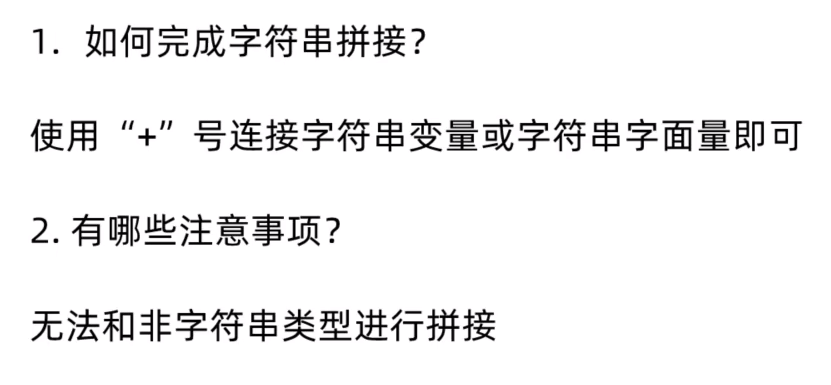 1. 如何完成字符串拼接？
使用“+”号连接字符串变量或字符串字面量即可
2. 有哪些注意事项？
无法和非字符串类型进行拼接